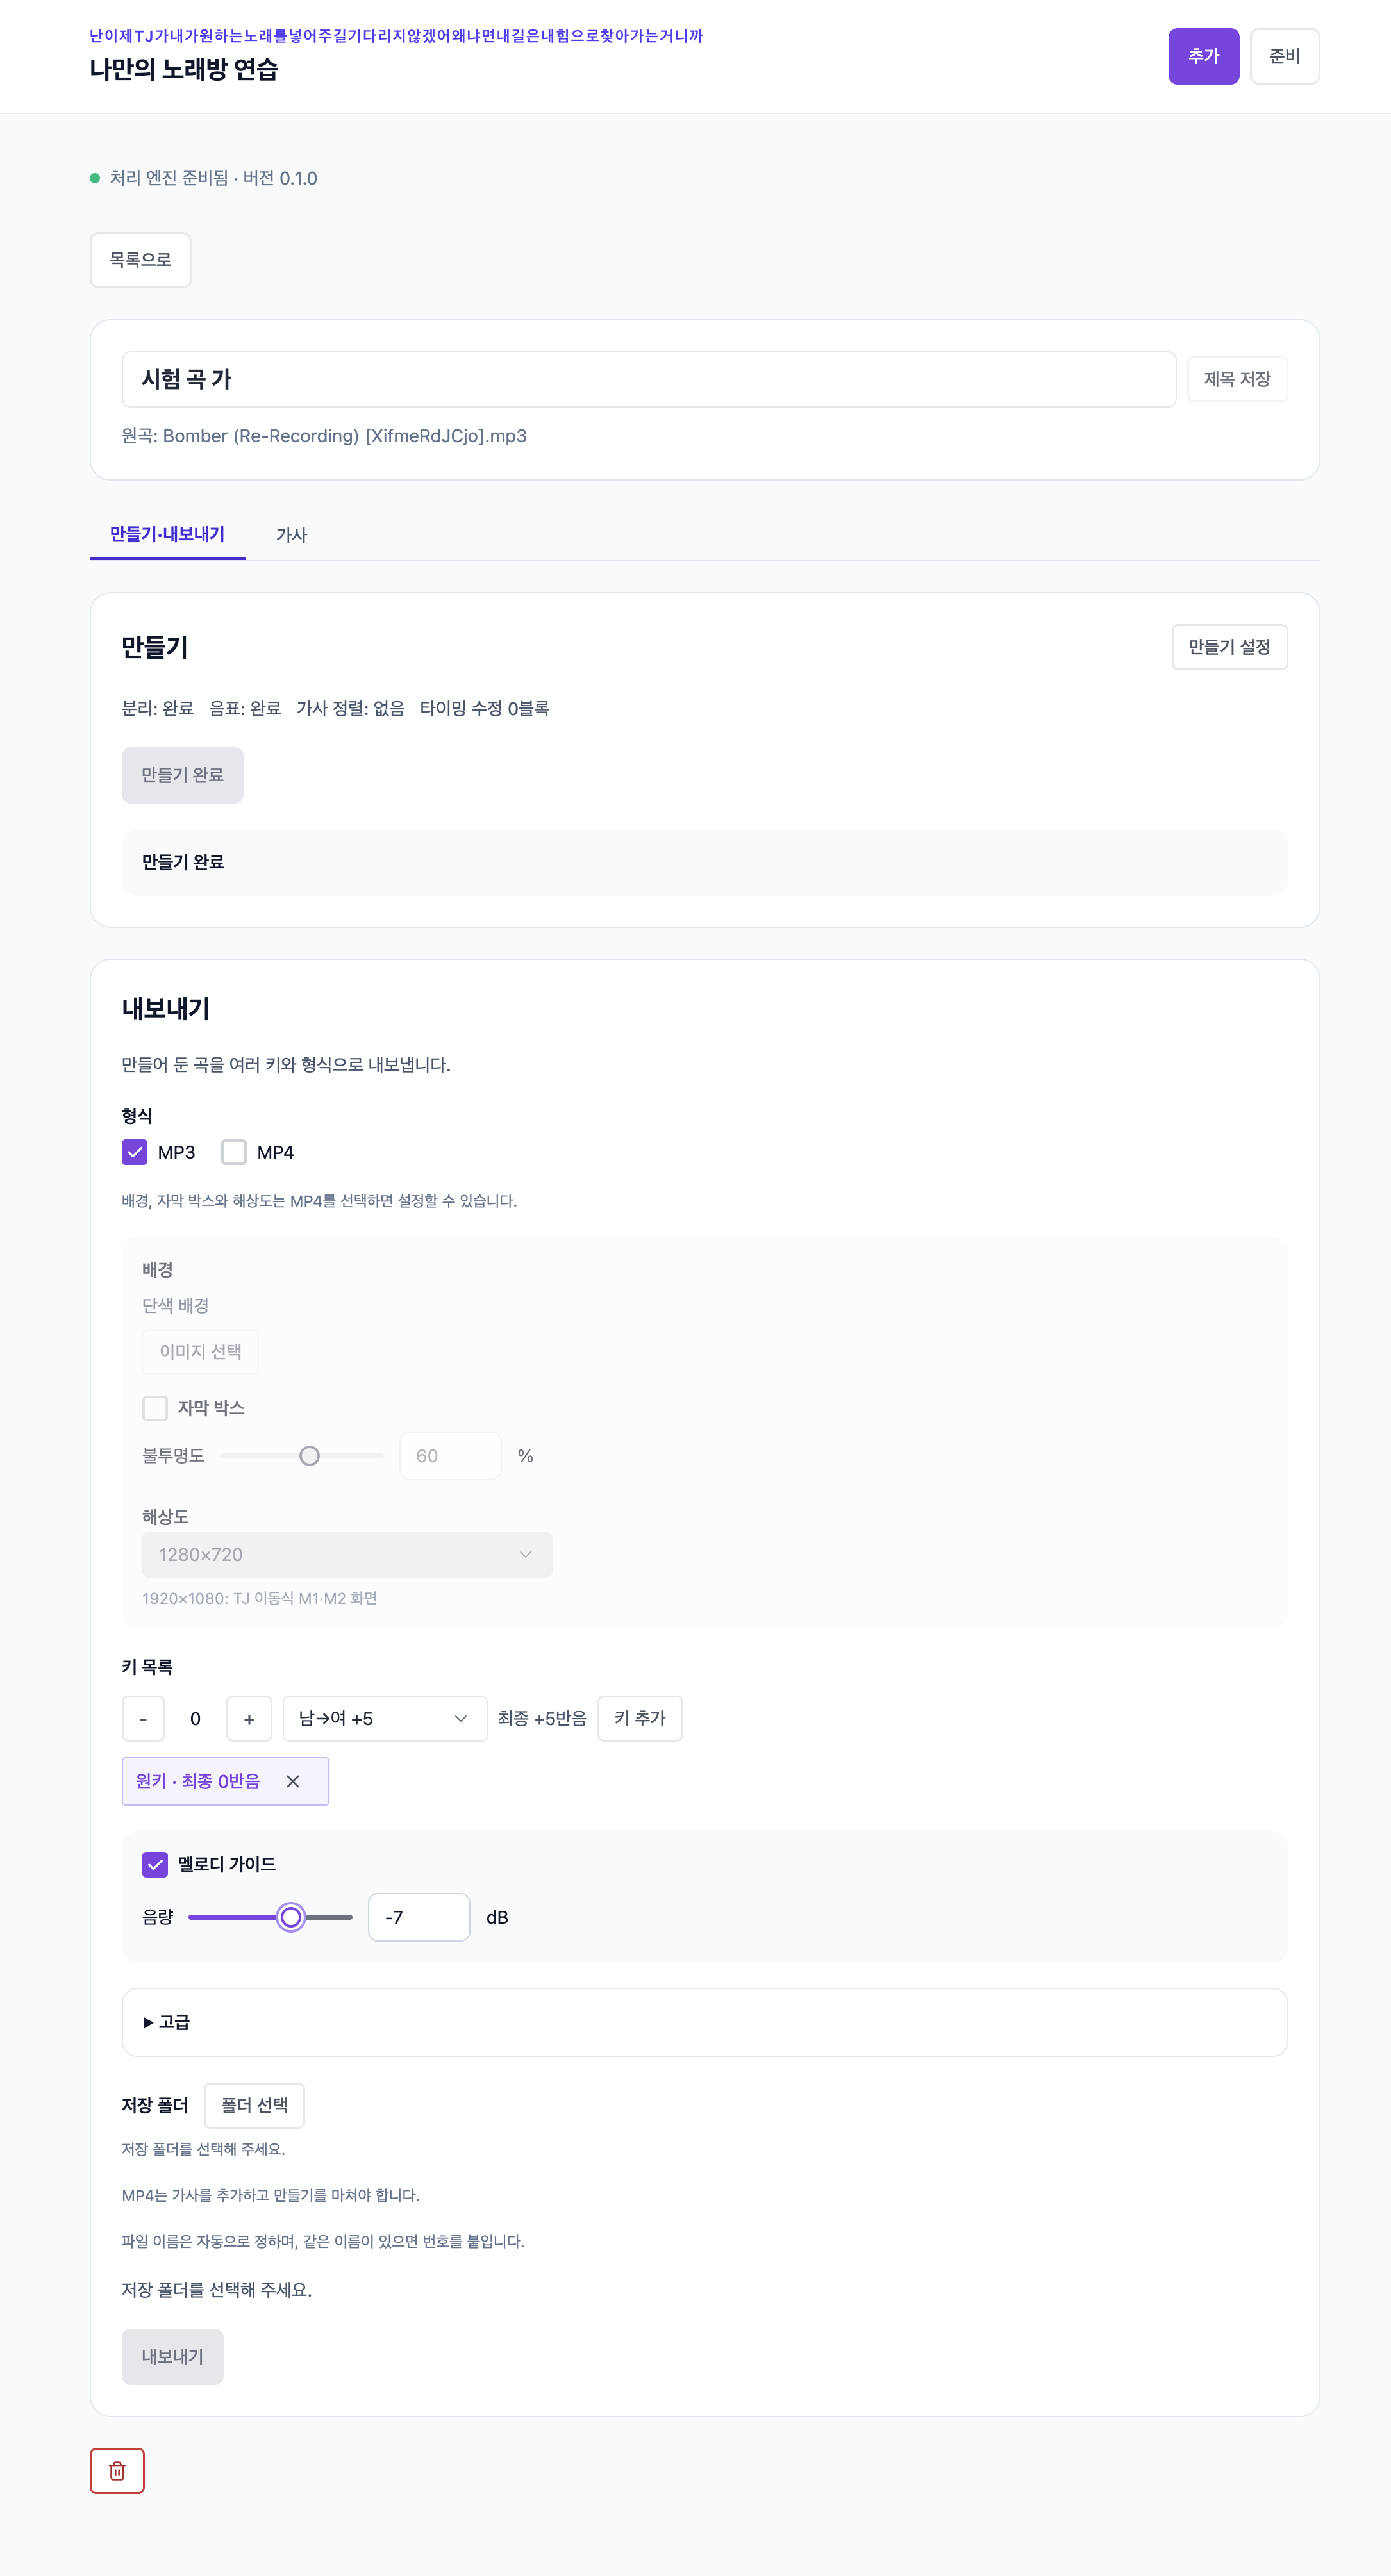 난이제TJ가내가원하는노래를넣어주길기다리지않겠어왜냐면내길은내힘으로찾아가는거니까
나만의 노래방 연습
추가
준비
처리 엔진 준비됨 · 버전 0.1.0
목록으로
시험 곡 가
제목 저장
원곡: Bomber (Re-Recording) [XifmeRdJCjo].mp3
만들기·내보내기
가사
만들기
만들기 설정
분리: 완료 음표: 완료 가사 정렬: 없음 타이밍 수정 0블록
만들기 완료
만들기 완료
내보내기
만들어 둔 곡을 여러 키와 형식으로 내보냅니다.
형식
MP3 MP4
배경, 자막 박스와 해상도는 MP4를 선택하면 설정할 수 있습니다.
배경
단색 배경
이미지 선택
자막 박스
불투명도 60 %
해상도
1280×720
1920×1080: TJ 이동식 M1·M2 화면
키 목록
- 0 + 남→여 +5 최종 +5반음 키 추가
원키 · 최종 0반음
멜로디 가이드
음량 -7 dB
고급
저장 폴더 폴더 선택
저장 폴더를 선택해 주세요.
MP4는 가사를 추가하고 만들기를 마쳐야 합니다.
파일 이름은 자동으로 정하며, 같은 이름이 있으면 번호를 붙입니다.
저장 폴더를 선택해 주세요.
내보내기